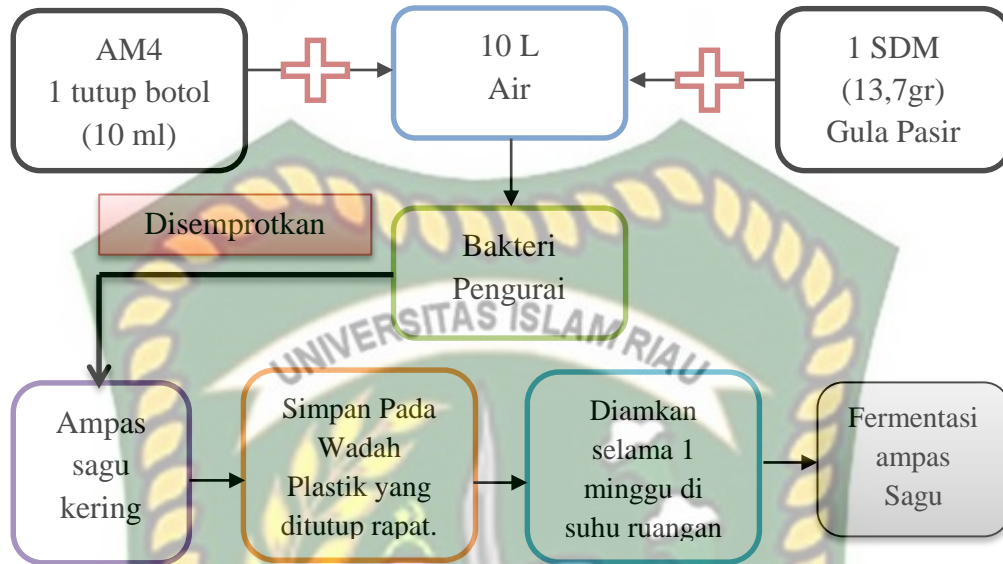 AM4
1 tutup botol
(10 ml)
10 L
Air
1 SDM
(13,7gr)
Gula Pasir
Disemprotkan
Bakteri
Pengurai
UNIVERSITAS ISLAM RIAU
Ampas
sagu
kering
Simpan Pada
Wadah
Plastik yang
ditutup rapat.
Diamkan
selama 1
minggu di
suhu ruangan
Fermentasi
ampas
Sagu